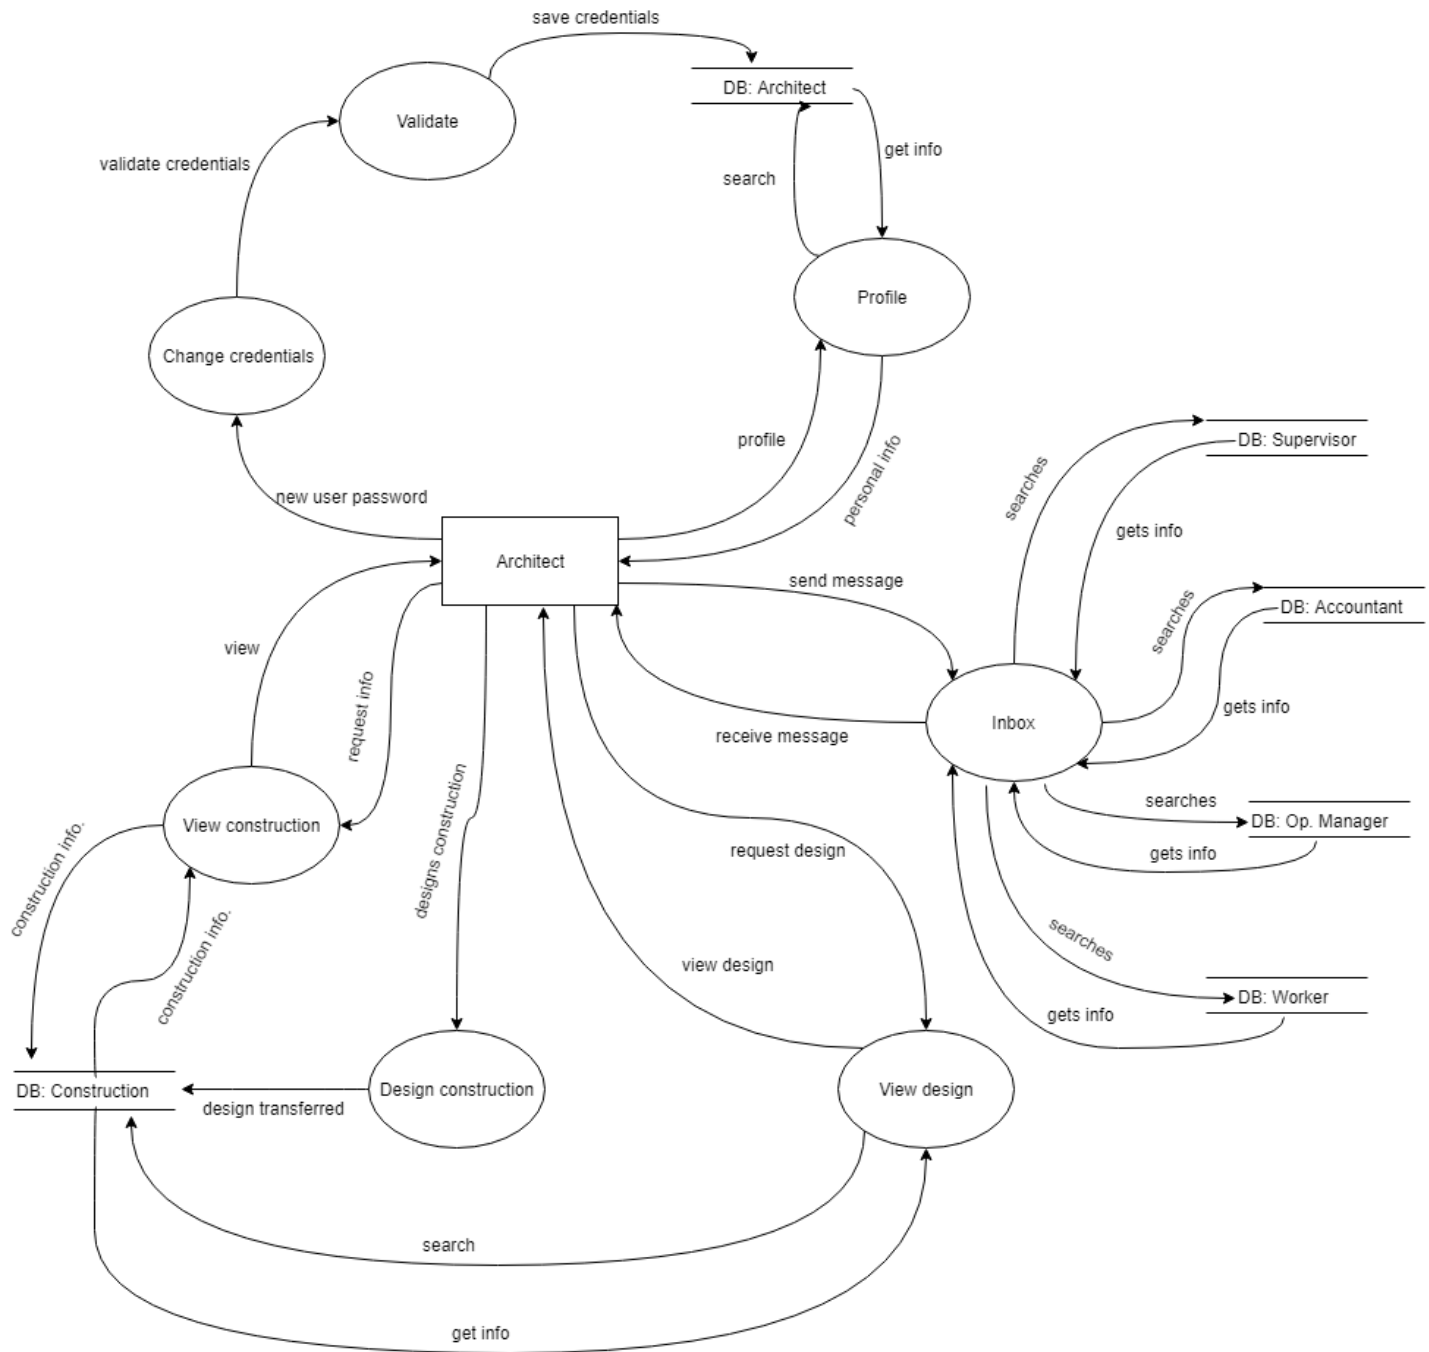 save credentials
DB: Architect
Validate
get info
validate credentials
search
Profile
Change credentials
profile
personal info
DB: Supervisor
searches
new user password
gets info
Architect
send message
searches
DB: Accountant
view
request info
gets info
Inbox
receive message
searches
DB: Op. Manager
View construction
designs construction
request design
gets info
construction info.
construction info.
searches
view design
DB: Worker
gets info
DB: Construction
Design construction
View design
design transferred
search
get info